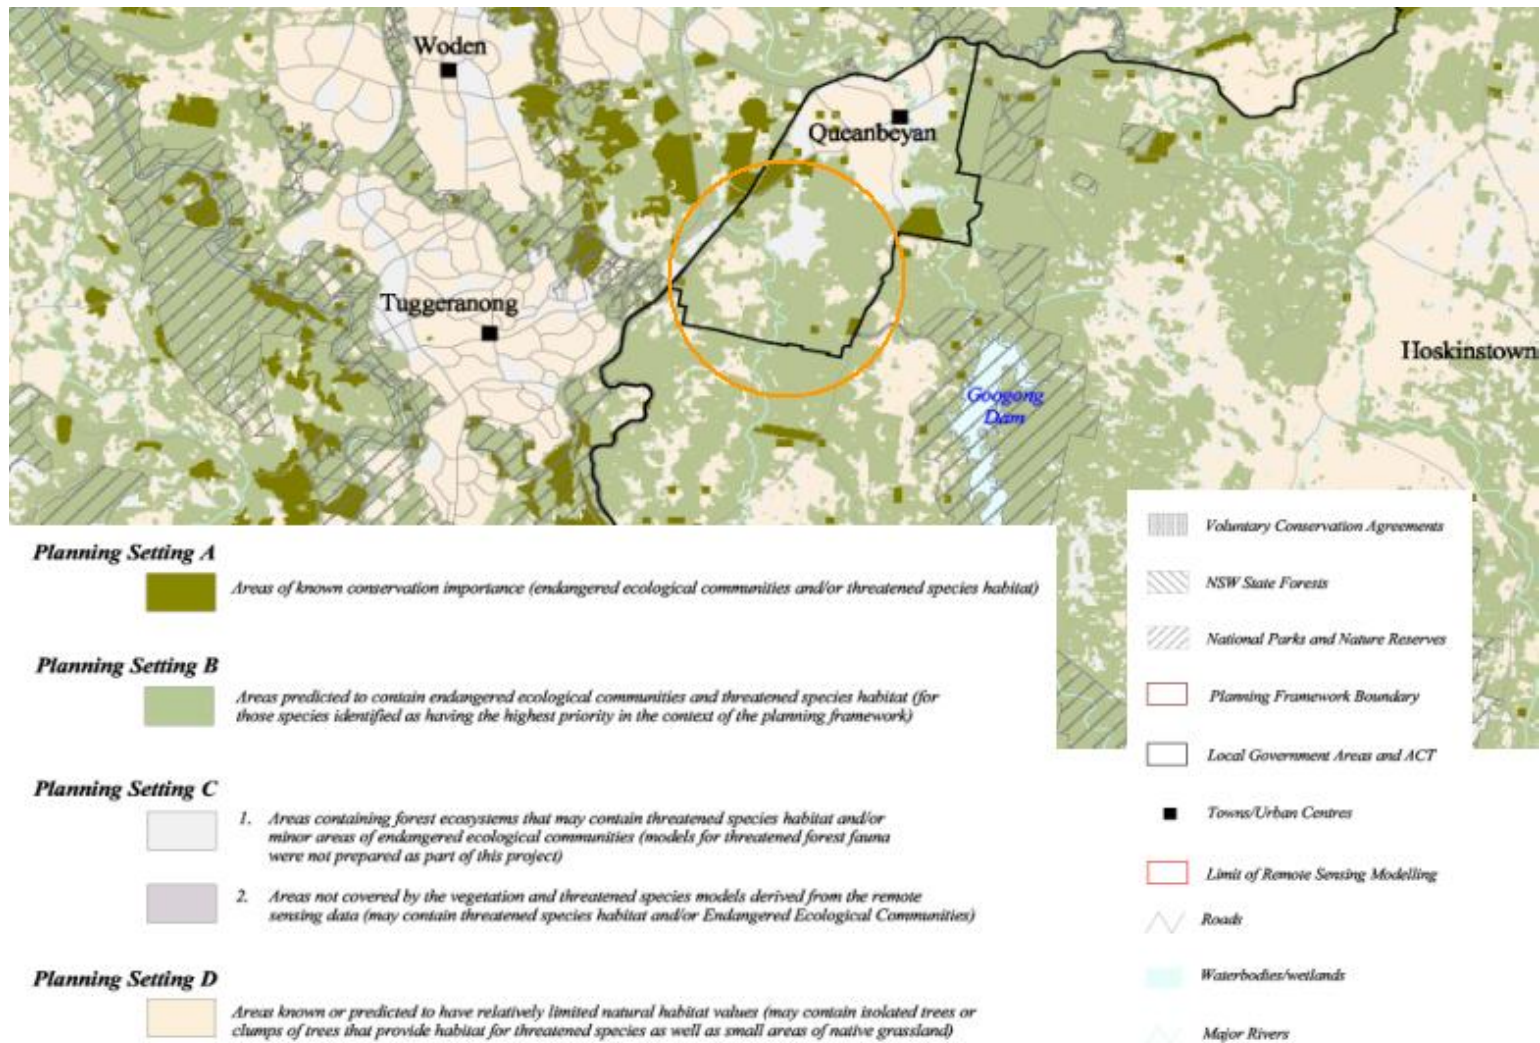 Woden
Queanbeyan
Tuggeranong
Hoskinstown
Googong
Dam
Planning Setting A
Areas of known conservation importance (endangered ecological communities and/or threatened species habitat)
Planning Setting B
Areas predicted to contain endangered ecological communities and threatened species habitat (for
those species identified as having the highest priority in the context of the planning framework)
Planning Setting C
1. Areas containing forest ecosystems that may contain threatened species habitat and/or
minor areas of endangered ecological communities (models for threatened forest fauna
were not prepared as part of this project)
2. Areas not covered by the vegetation and threatened species models derived from the remote
sensing data (may contain threatened species habitat and/or Endangered Ecological Communities)
Planning Setting D
Areas known or predicted to have relatively limited natural habitat values (may contain isolated trees or
clumps of trees that provide habitat for threatened species as well as small areas of native grassland)
Voluntary Conservation Agreements
NSW State Forests
National Parks and Nature Reserves
Planning Framework Boundary
Local Government Areas and ACT
Towns/Urban Centres
Limit of Remote Sensing Modelling
Roads
Waterbodies/wetlands
Major Rivers